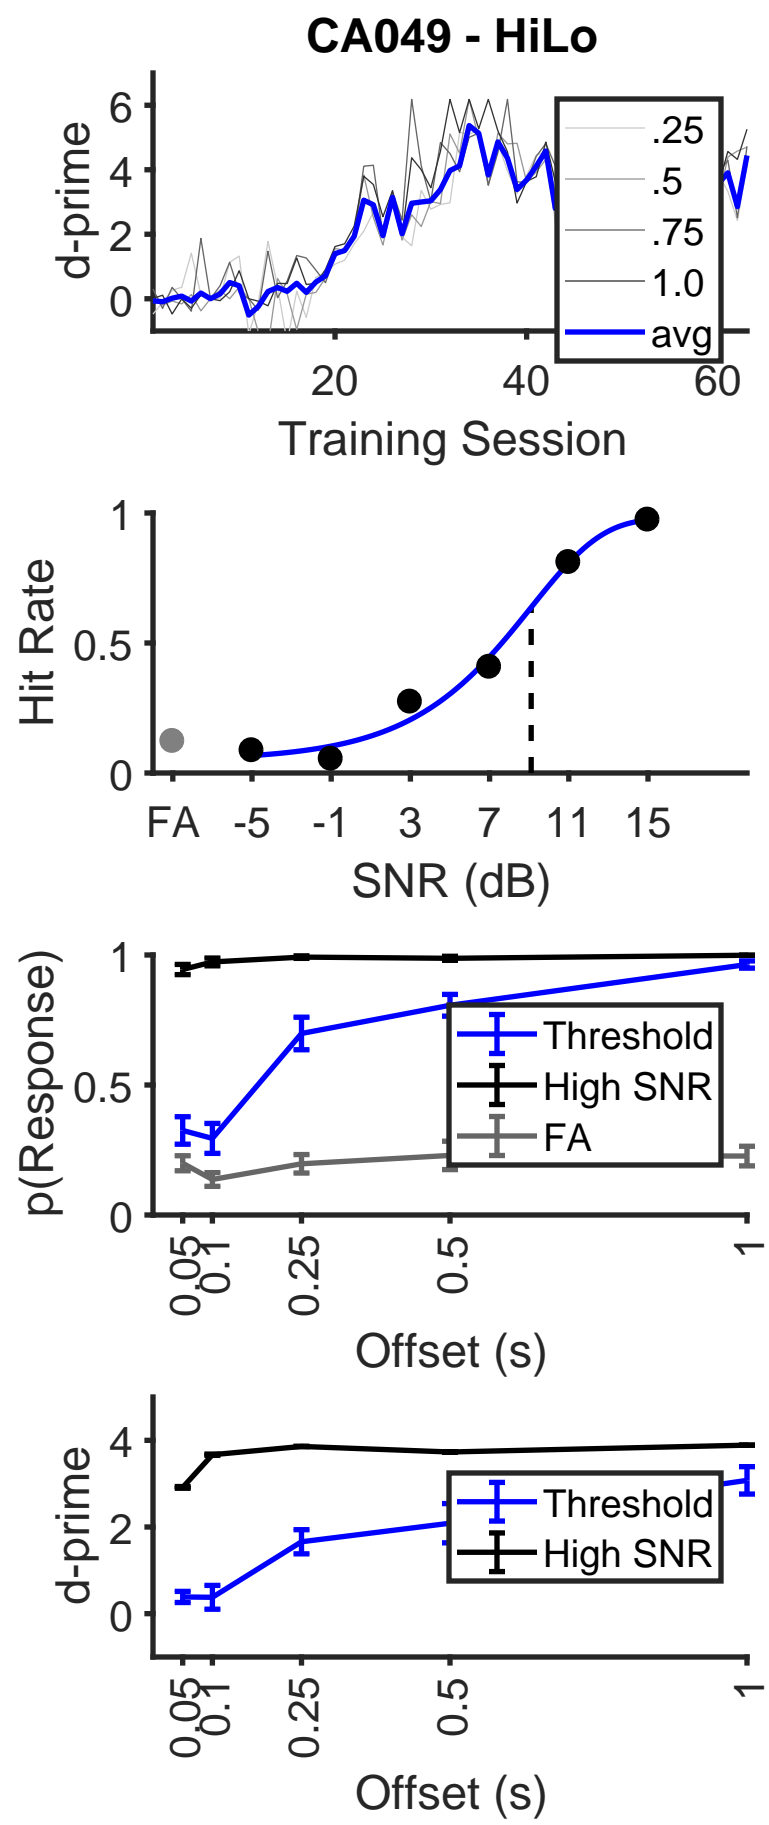 CA049 - HiLo
d-prime
6
4
2
0
.25
.5
.75
1.0
avg
20 40 60
Training Session
Hit Rate
1
0.5
0
FA -5 -1 3 7 11 15
SNR (dB)
p(Response)
1
0.5
0
Threshold
High SNR
FA
0.05 0.1 0.25 0.5 1
Offset (s)
d-prime
4
2
0
Threshold
High SNR
0.05 0.1 0.25 0.5 1
Offset (s)